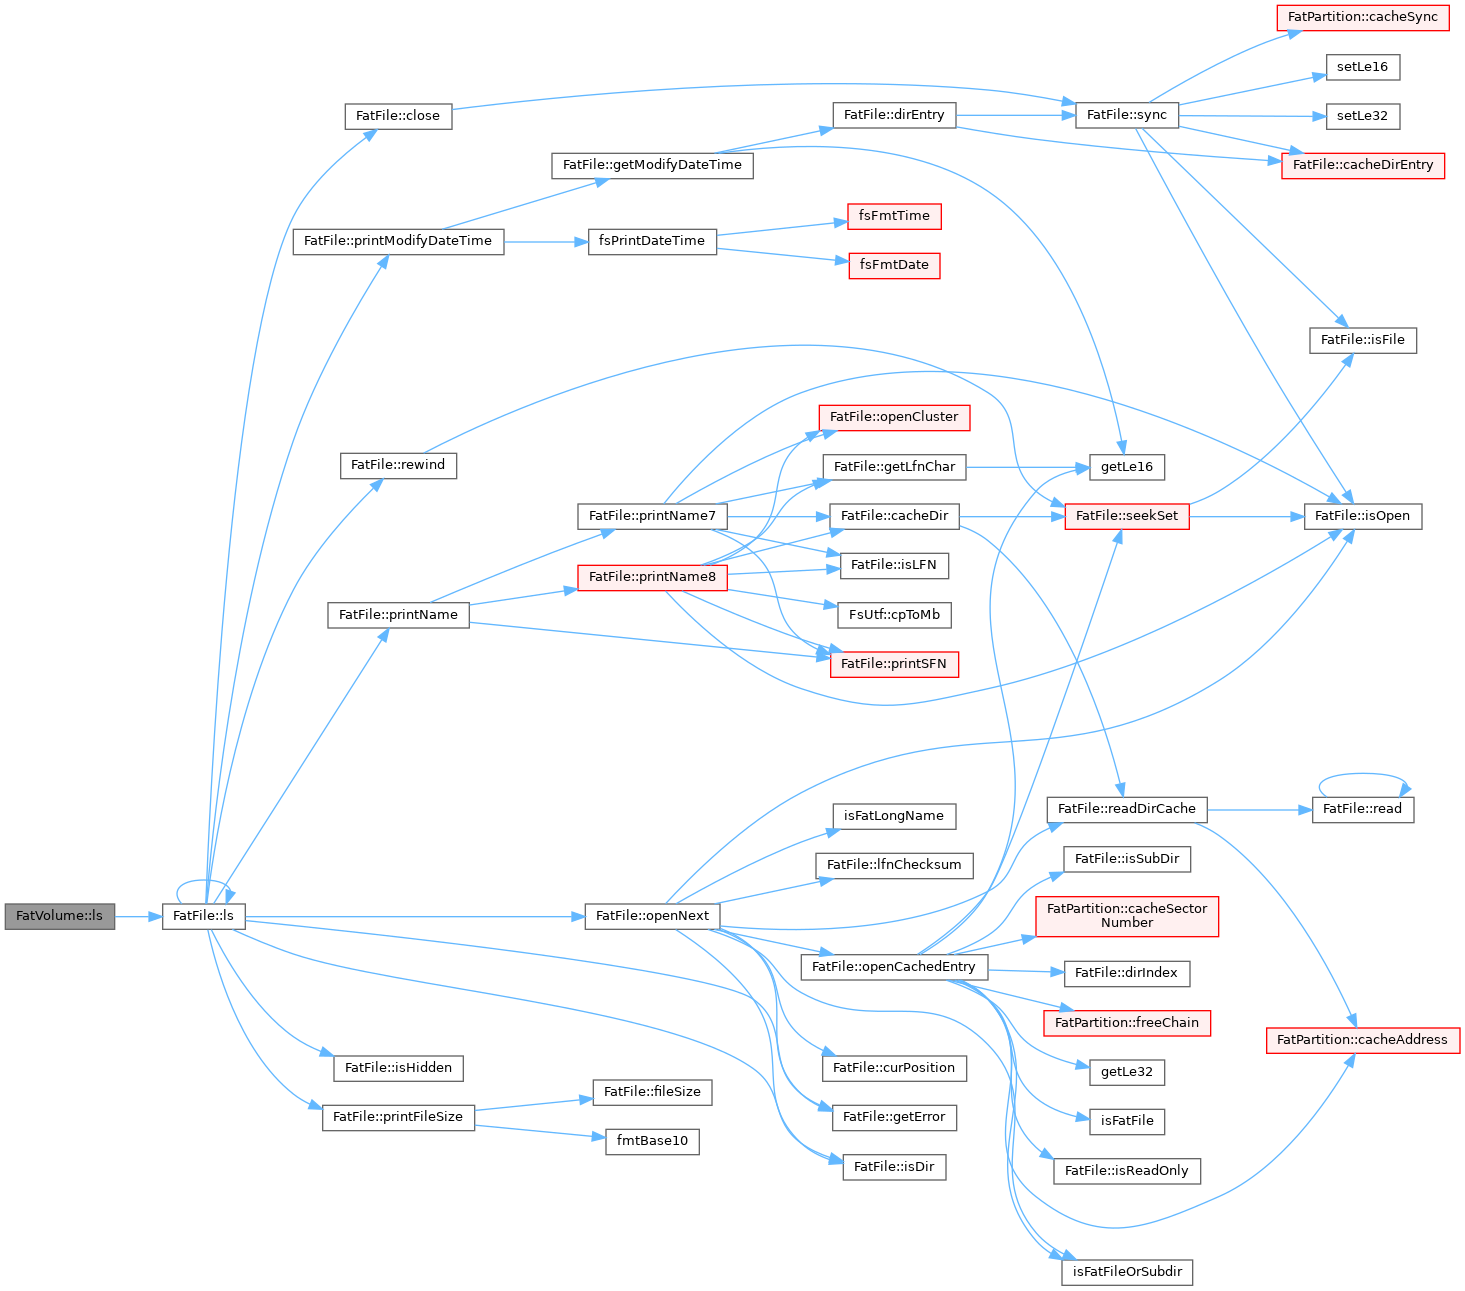 FatPartition::cacheSync
setLe16
FatFile::close
FatFile::dirEntry
FatFile::sync
setLe32
FatFile::getModifyDateTime
FatFile::cacheDirEntry
fsFmtTime
FatFile::printModifyDateTime
fsPrintDateTime
fsFmtDate
FatFile::isFile
FatFile::openCluster
FatFile::rewind
FatFile::getLfnChar
getLe16
FatFile::printName7
FatFile::cacheDir
FatFile::seekSet
FatFile::isOpen
FatFile::isLFN
FatFile::printName8
FatFile::printName
FsUtf::cpToMb
FatFile::printSFN
FatFile::readDirCache
FatFile::read
isFatLongName
FatFile::isSubDir
FatFile::lfnChecksum
FatVolume::ls
FatFile::ls
FatFile::openNext
FatPartition::cacheSector
Number
FatFile::openCachedEntry
FatFile::dirIndex
FatPartition::freeChain
FatPartition::cacheAddress
FatFile::isHidden
FatFile::curPosition
getLe32
FatFile::fileSize
FatFile::printFileSize
FatFile::getError
isFatFile
fmtBase10
FatFile::isDir
FatFile::isReadOnly
isFatFileOrSubdir